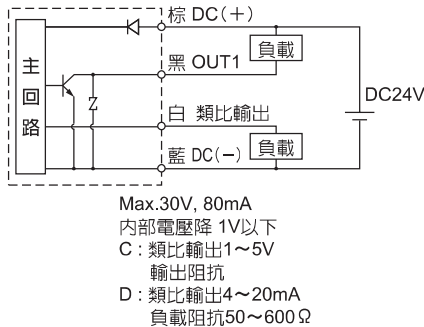 棕 DC(+)
負載
主回路
黑 OUT1
DC24V
白 類比輸出
負載
藍 DC(−)
Max.30V, 80mA
內部電壓降 1V以下
C：類比輸出1～5V
輸出阻抗
D：類比輸出4～20mA
負載阻抗50～600Ω